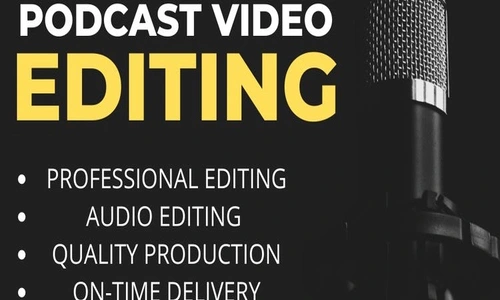 PODCAST VIDEO
EDITING
• PROFESSIONAL EDITING
• AUDIO EDITING
• QUALITY PRODUCTION
• ON-TIME DELIVERY